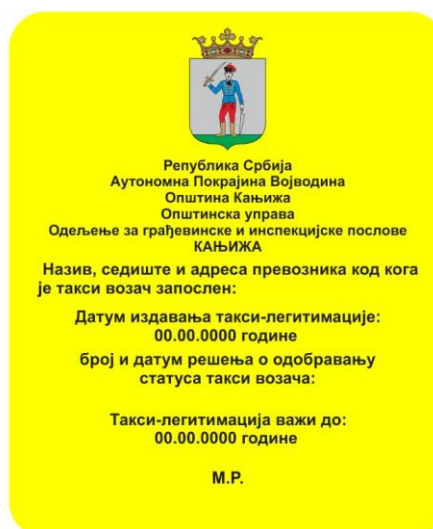 Република Србија
Аутономна Покрајина Војводина
Општина Кањижа
Општинска управа
Одељење за грађевинске и инспекцијске послове
КАЊИЖА
Назив, седиште и адреса превозника код кога
је такси возач запослен:
Датум издавања такси-легитимације:
00.00.0000 године
број и датум решења о одобравању
статуса такси возача:
Такси-легитимација важи до:
00.00.0000 године
М.Р.